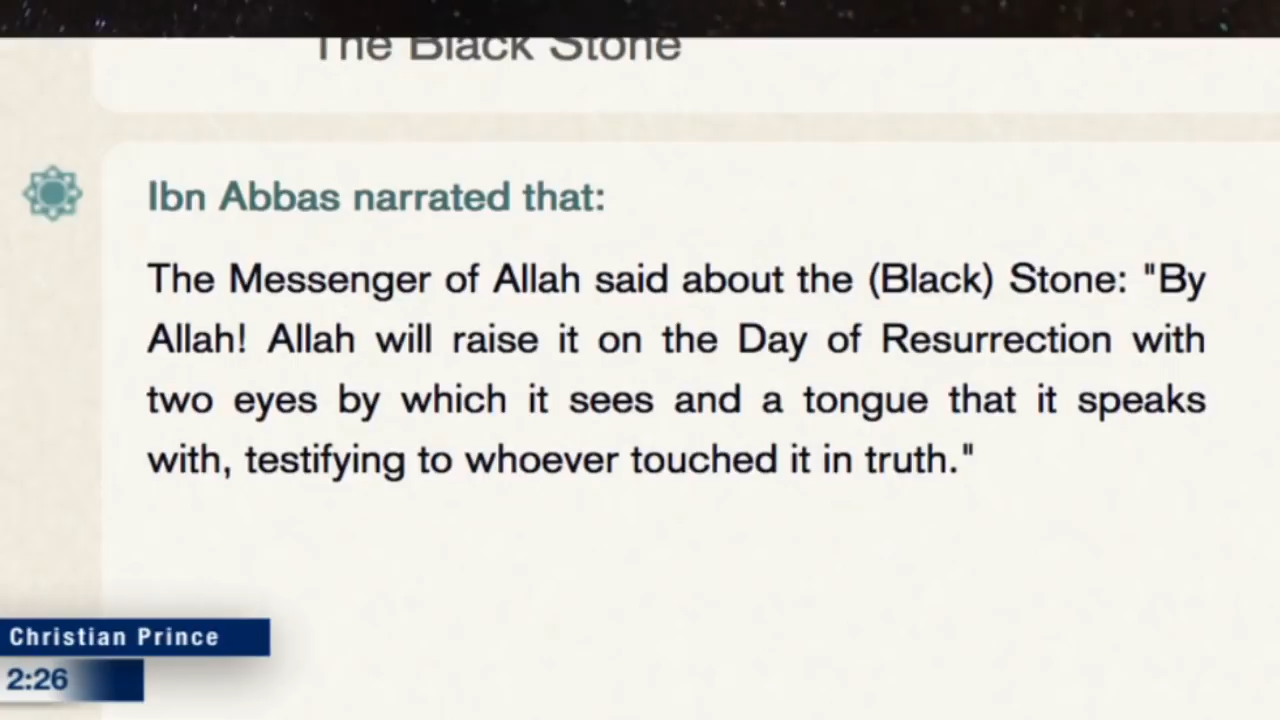 The Black Stone
Ibn Abbas narrated that:
The Messenger of Allah said about the (Black) Stone: "By
Allah! Allah will raise it on the Day of Resurrection with
two eyes by which it sees and a tongue that it speaks
with, testifying to whoever touched it in truth."
Christian Prince
2:26